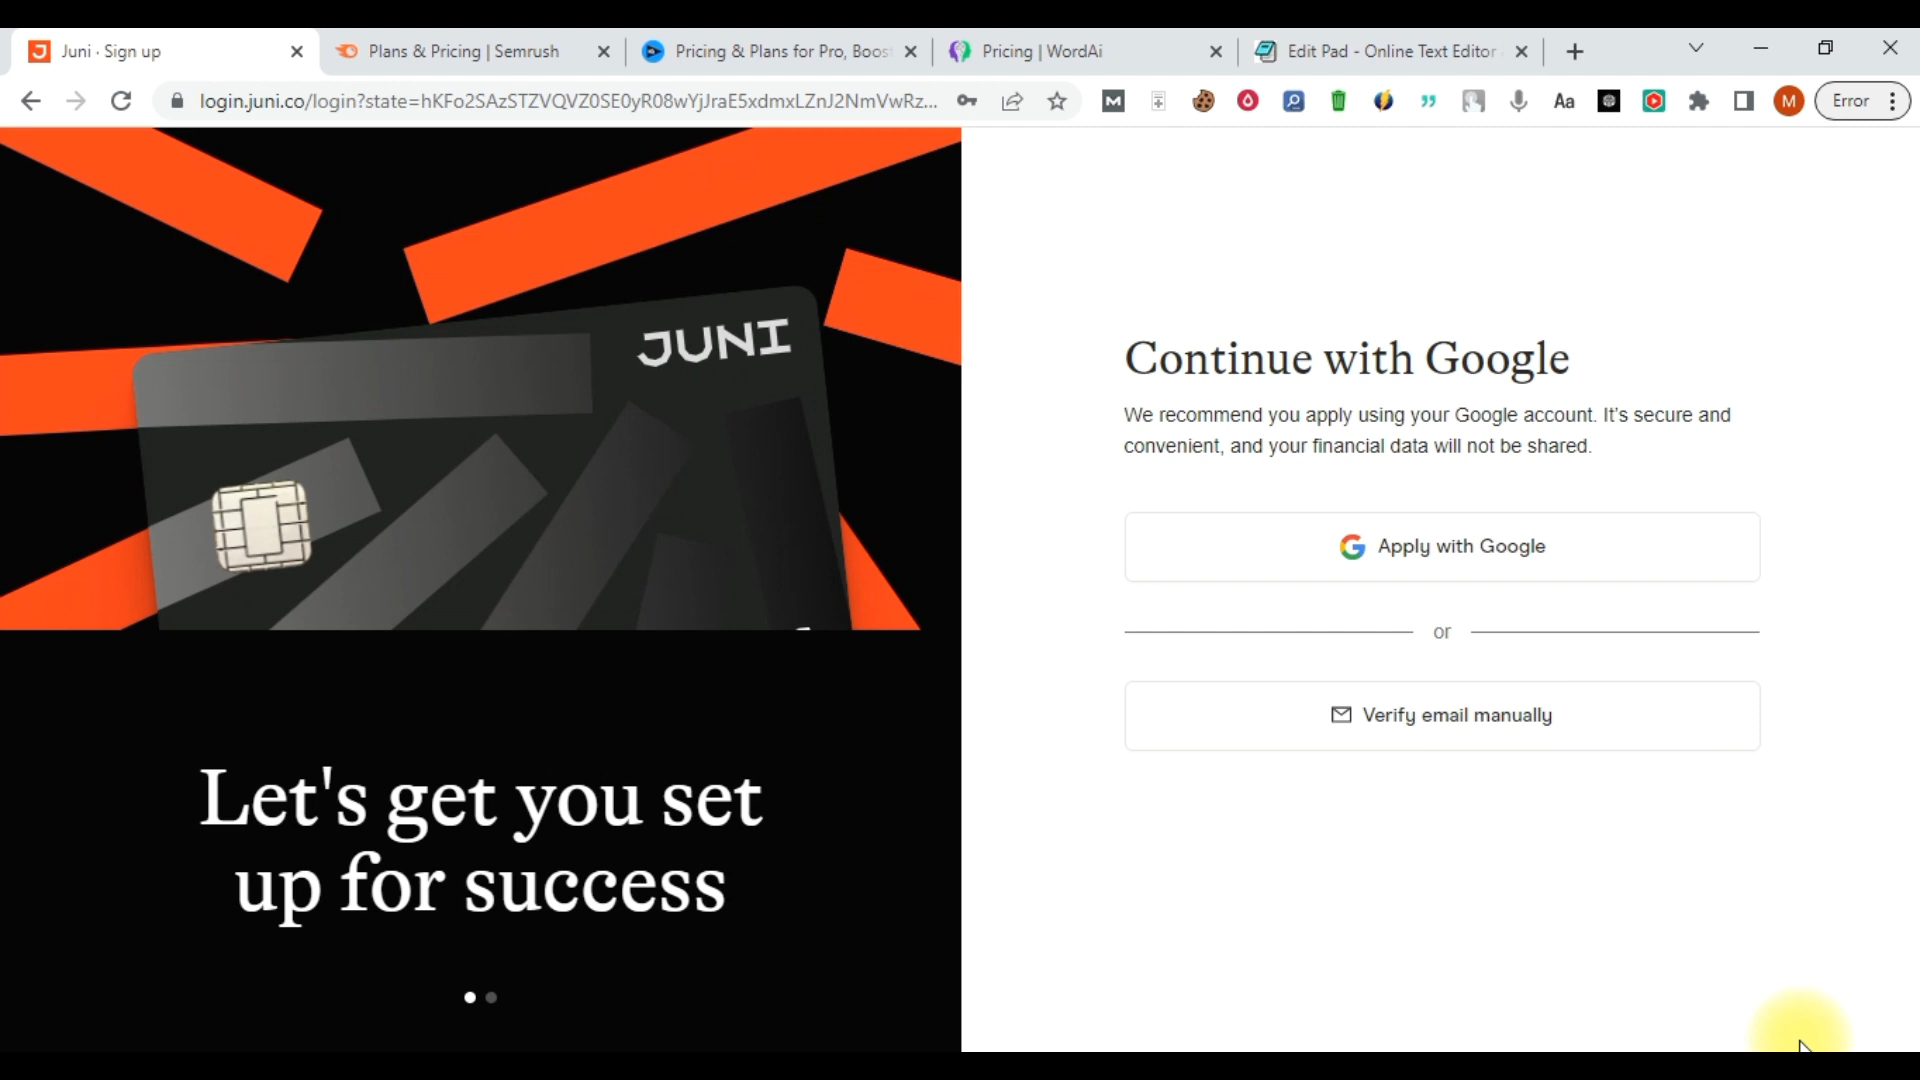 Juni · Sign up
Plans & Pricing | Semrush
Pricing & Plans for Pro, Boos
Pricing | WordAi
Edit Pad - Online Text Editor
login.juni.co/login?state=hKFo2SAzSTZVQVZ0SE0yR08wYjJraE5xdmxLZnJ2NmVwRz...
Aa
M
Error
JUNI
Let's get you set
up for success
Continue with Google
We recommend you apply using your Google account. It's secure and
convenient, and your financial data will not be shared.
Apply with Google
or
Verify email manually